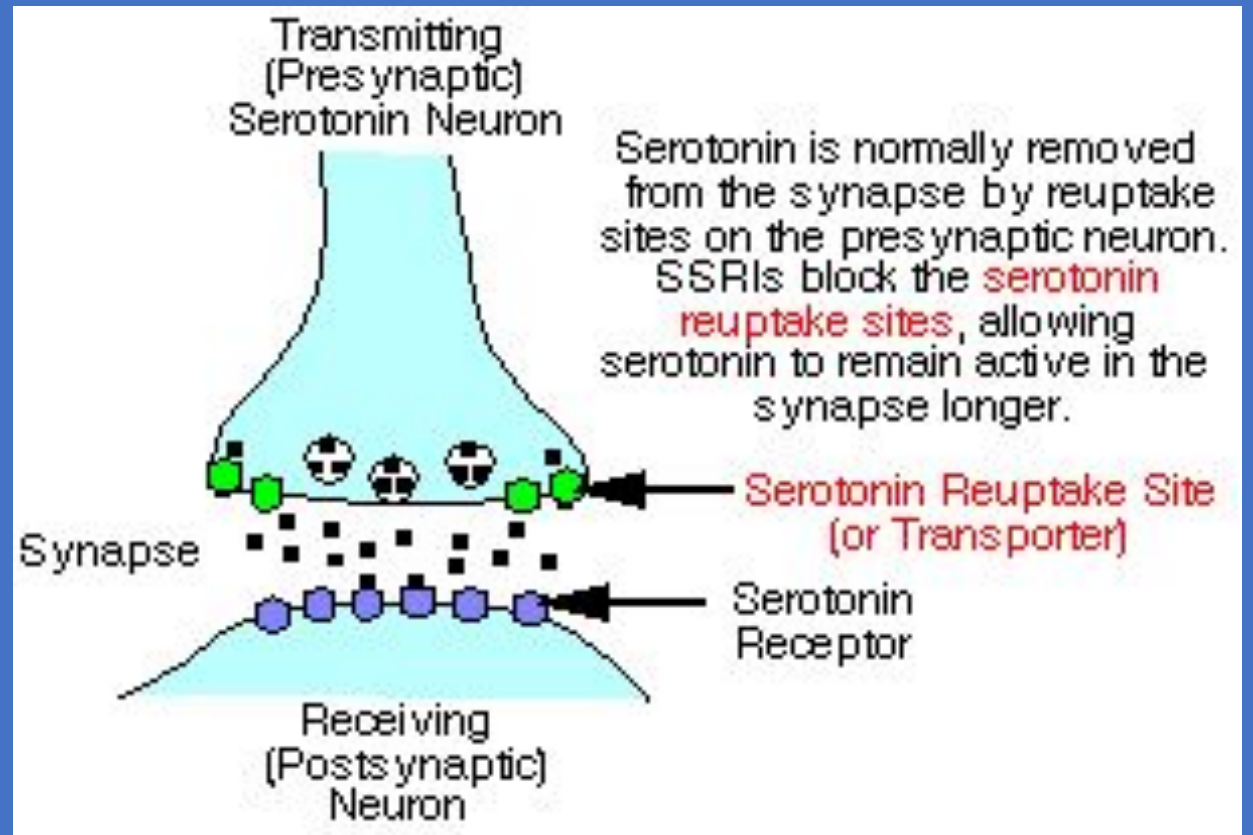 Transmitting
(Presynaptic)
Serotonin Neuron
Serotonin is normally removed
from the synapse by reuptake
sites on the presynaptic neuron.
SSRIs block the serotonin
reuptake sites, allowing
serotonin to remain active in the
synapse longer.
Serotonin Reuptake Site
(or Transporter)
Synapse
Serotonin
Receptor
Receiving
(Postsynaptic)
Neuron